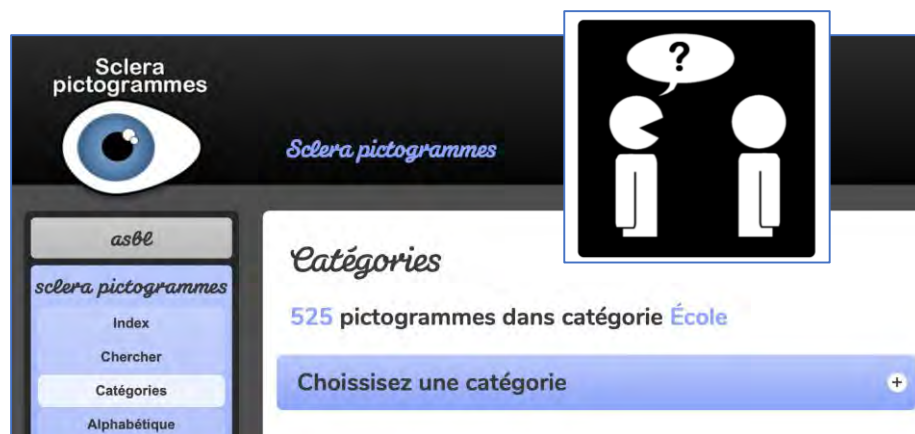 Sclera
pictogrammes
?
Sclera pictogrammes
asbl
sclera pictogrammes
Index
Chercher
Catégories
Alphabétique
Catégories
525 pictogrammes dans catégorie École
Choissisez une catégorie
+